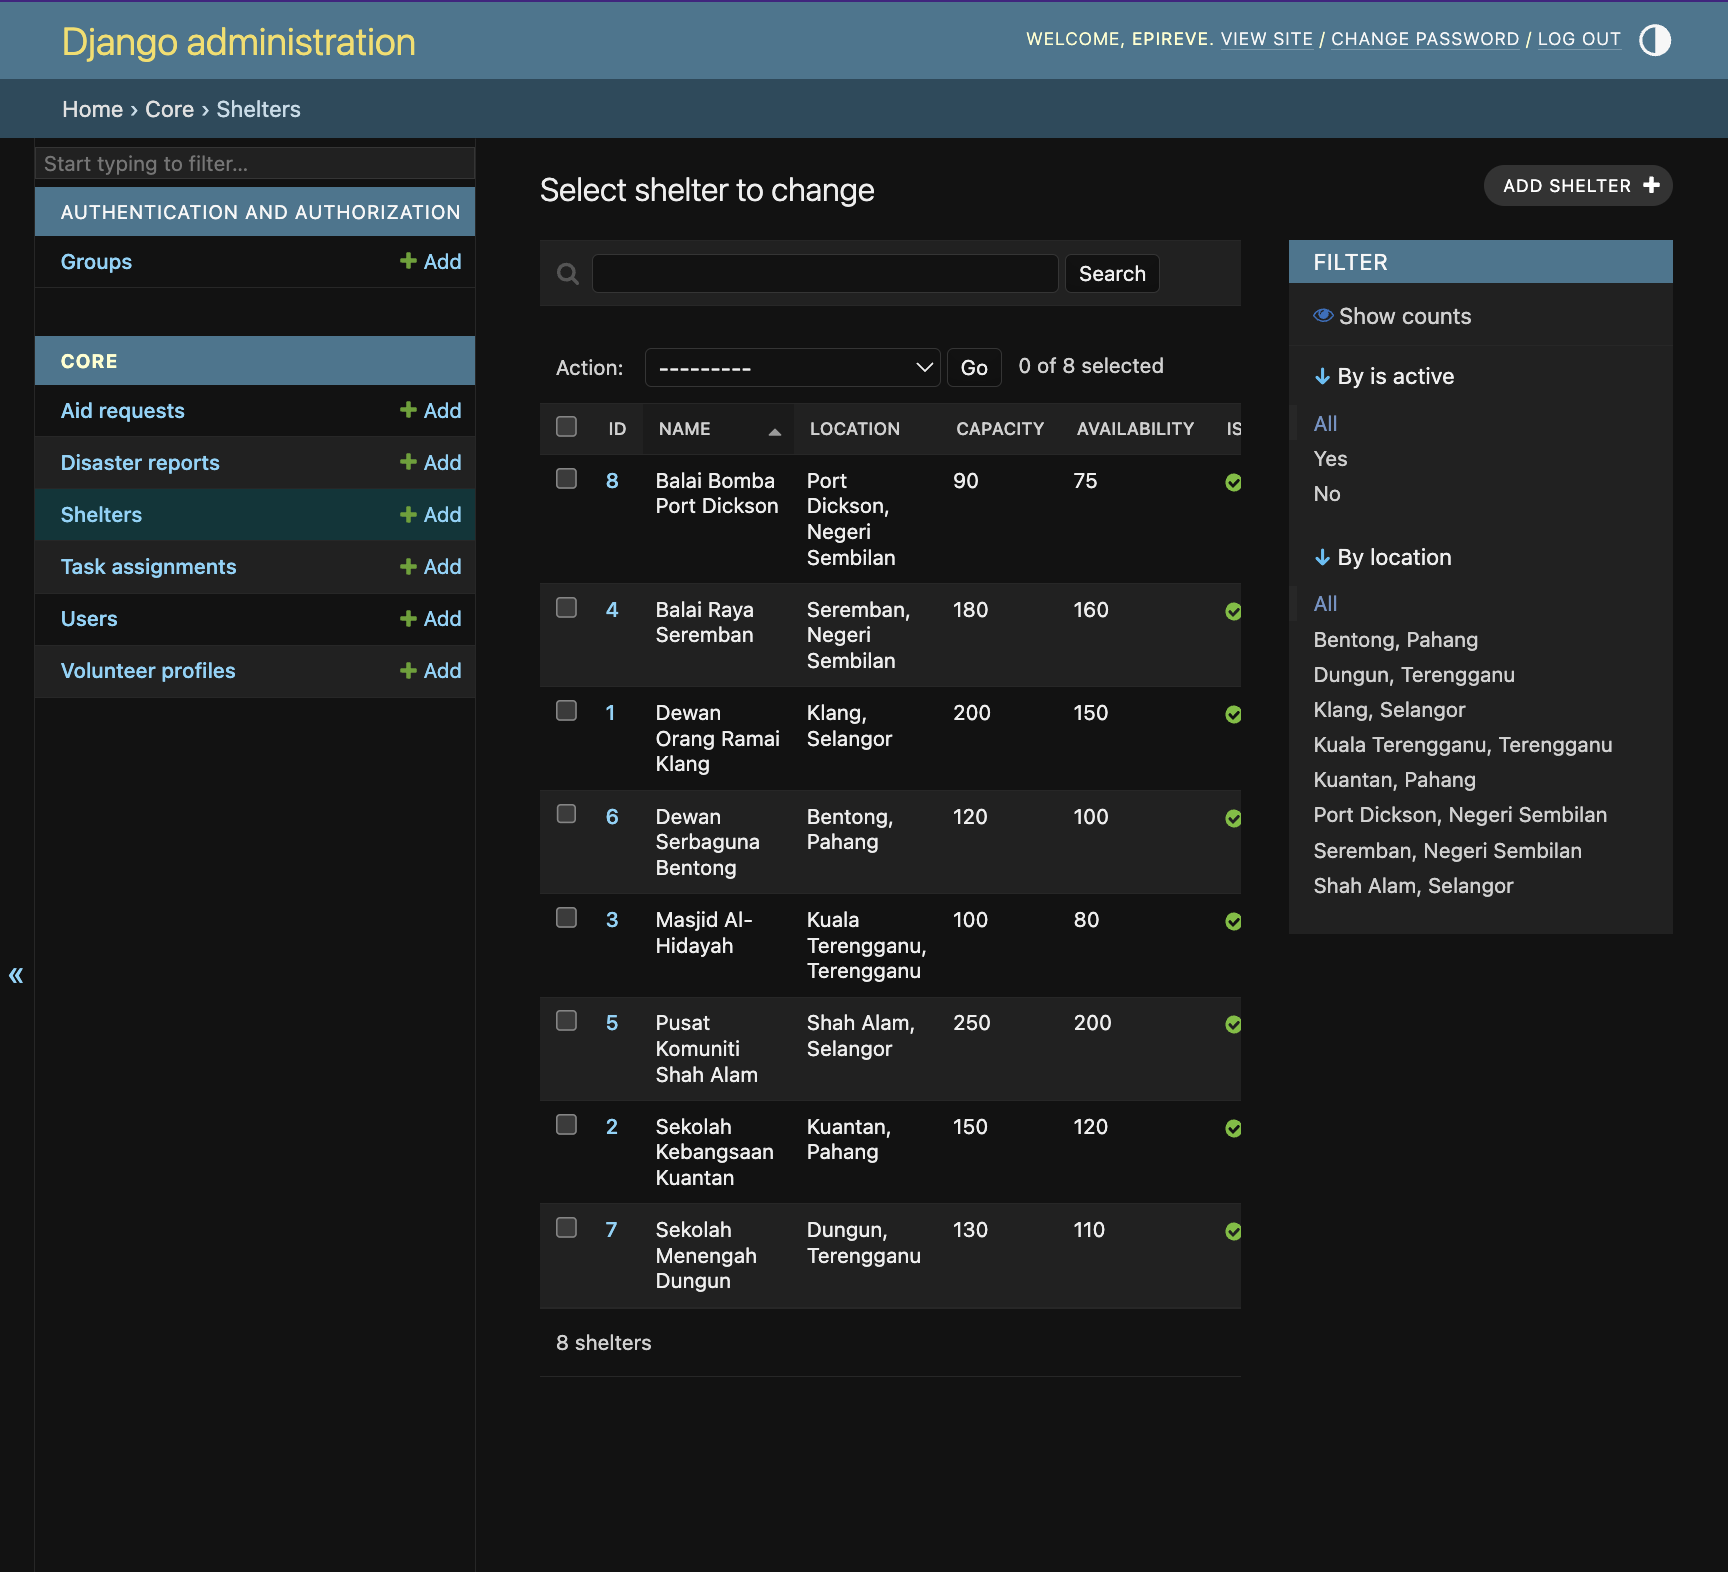 Django administration
WELCOME, EPIREVE. VIEW SITE / CHANGE PASSWORD / LOG OUT
Home › Core › Shelters
Start typing to filter...
AUTHENTICATION AND AUTHORIZATION
Groups + Add
CORE
Aid requests + Add
Disaster reports + Add
Shelters + Add
Task assignments + Add
Users + Add
Volunteer profiles + Add
«
Select shelter to change
ADD SHELTER +
Search
Action: --------- Go 0 of 8 selected
ID NAME LOCATION CAPACITY AVAILABILITY IS
8 Balai Bomba Port 90 75
Port Dickson Dickson,
Negeri
Sembilan
4 Balai Raya Seremban, 180 160
Seremban Negeri
Sembilan
1 Dewan Klang, 200 150
Orang Ramai Selangor
Klang
6 Dewan Bentong, 120 100
Serbaguna Pahang
Bentong
3 Masjid Al- Kuala 100 80
Hidayah Terengganu,
Terengganu
5 Pusat Shah Alam, 250 200
Komuniti Selangor
Shah Alam
2 Sekolah Kuantan, 150 120
Kebangsaan Pahang
Kuantan
7 Sekolah Dungun, 130 110
Menengah Terengganu
Dungun
8 shelters
FILTER
Show counts
↓ By is active
All
Yes
No
↓ By location
All
Bentong, Pahang
Dungun, Terengganu
Klang, Selangor
Kuala Terengganu, Terengganu
Kuantan, Pahang
Port Dickson, Negeri Sembilan
Seremban, Negeri Sembilan
Shah Alam, Selangor